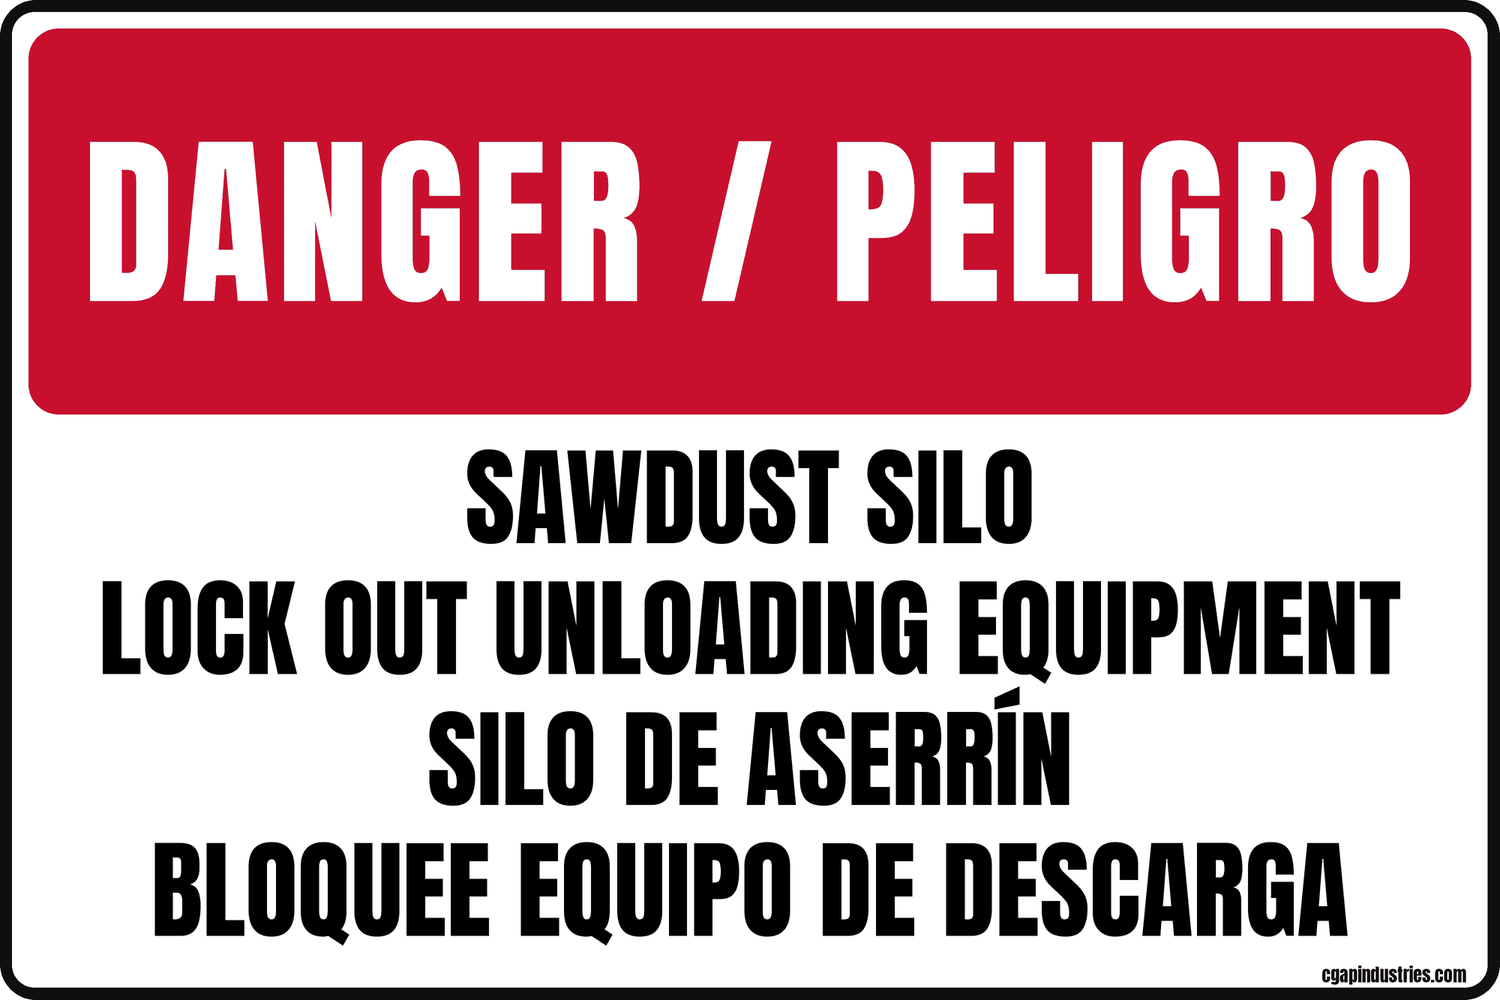 DANGER / PELIGRO
SAWDUST SILO
LOCK OUT UNLOADING EQUIPMENT
SILO DE ASERRÍN
BLOQUEE EQUIPO DE DESCARGA
cgapindustries.com